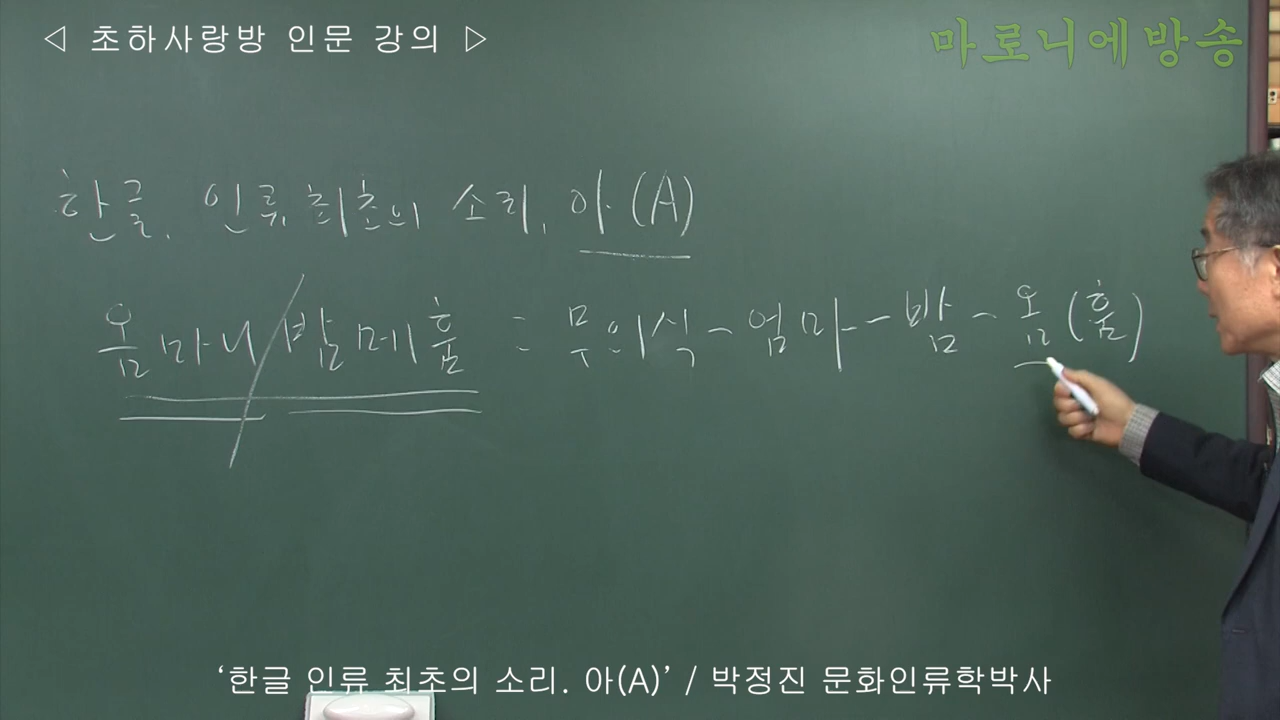 ◁ 초하사랑방 인문 강의 ▷
마로니에방송
한글. 인류 최초의 소리. 아 (A)
옴마니/밤메훔 = 무의식 - 엄마 - 밤 - 옴 (훔)
‘한글 인류 최초의 소리. 아(A)’ / 박정진 문화인류학박사